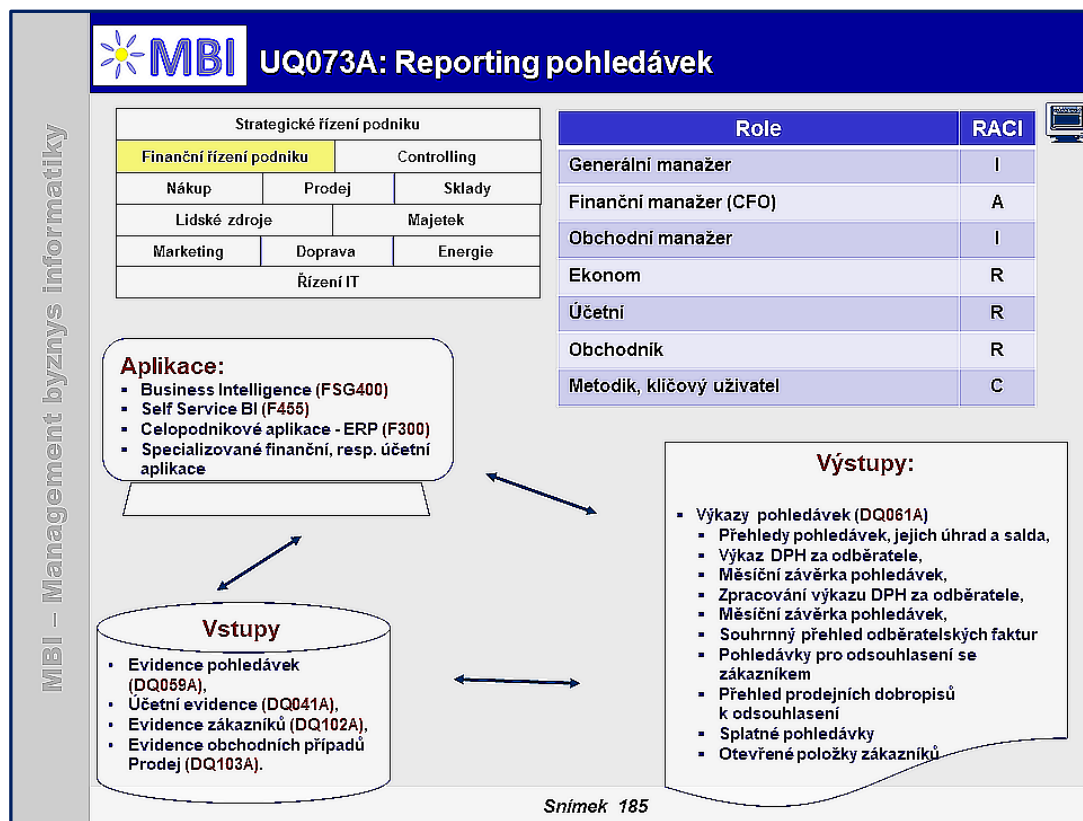 MBI
UQ073A: Reporting pohledávek
MBI – Management byznys informatiky
Strategické řízení podniku
Finanční řízení podniku Controlling
Nákup Prodej Sklady
Lidské zdroje Majetek
Marketing Doprava Energie
Řízení IT
Role RACI
Generální manažer I
Finanční manažer (CFO) A
Obchodní manažer I
Ekonom R
Účetní R
Obchodník R
Metodik, klíčový uživatel C
Aplikace:
▪ Business Intelligence (FSG400)
▪ Self Service BI (F455)
▪ Celopodnikové aplikace - ERP (F300)
▪ Specializované finanční, resp. účetní
aplikace
Vstupy
▪ Evidence pohledávek
(DQ059A),
▪ Účetní evidence (DQ041A),
▪ Evidence zákazníků (DQ102A),
▪ Evidence obchodních případů
Prodej (DQ103A).
Výstupy:
▪ Výkazy pohledávek (DQ061A)
▪ Přehledy pohledávek, jejich úhrad a salda,
▪ Výkaz DPH za odběratele,
▪ Měsíční závěrka pohledávek,
▪ Zpracování výkazu DPH za odběratele,
▪ Měsíční závěrka pohledávek,
▪ Souhrnný přehled odběratelských faktur
▪ Pohledávky pro odsouhlasení se
zákazníkem
▪ Přehled prodejních dobropisů
k odsouhlasení
▪ Splatné pohledávky
▪ Otevřené položky zákazníků
Snímek 185